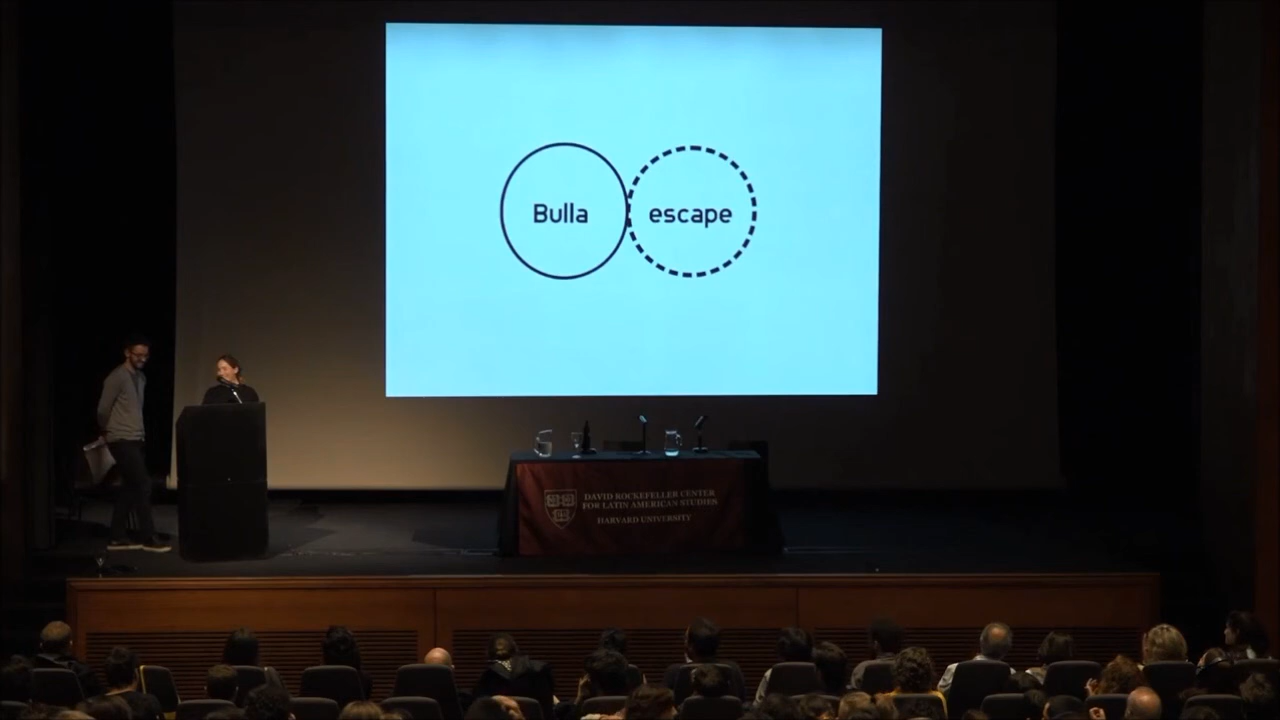 Bulla
escape
DAVID ROCKEFELLER CENTER
FOR LATIN AMERICAN STUDIES
HARVARD UNIVERSITY